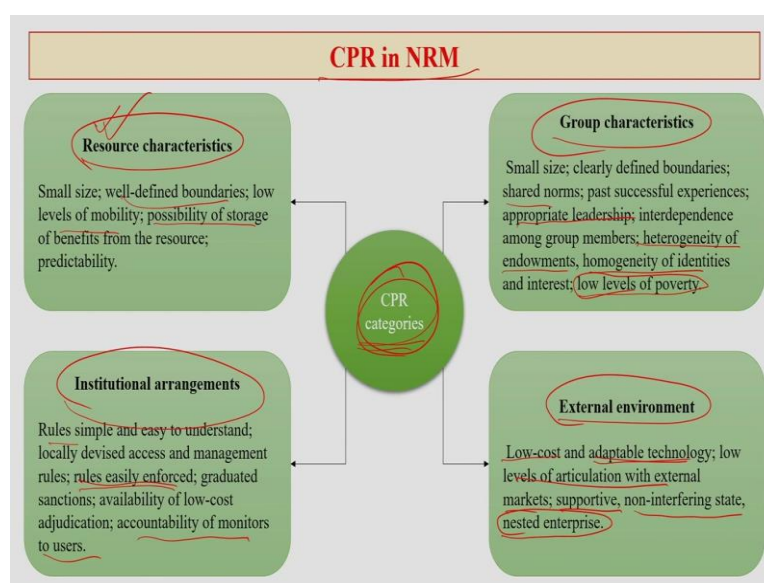 CPR in NRM
Resource characteristics
Small size; well-defined boundaries; low
levels of mobility; possibility of storage
of benefits from the resource;
predictability.
Group characteristics
Small size; clearly defined boundaries;
shared norms; past successful experiences;
appropriate leadership; interdependence
among group members; heterogeneity of
endowments, homogeneity of identities
and interest; low levels of poverty.
CPR
categories
Institutional arrangements
Rules simple and easy to understand;
locally devised access and management
rules; rules easily enforced; graduated
sanctions; availability of low-cost
adjudication; accountability of monitors
to users.
External environment
Low-cost and adaptable technology; low
levels of articulation with external
markets; supportive, non-interfering state,
nested enterprise.